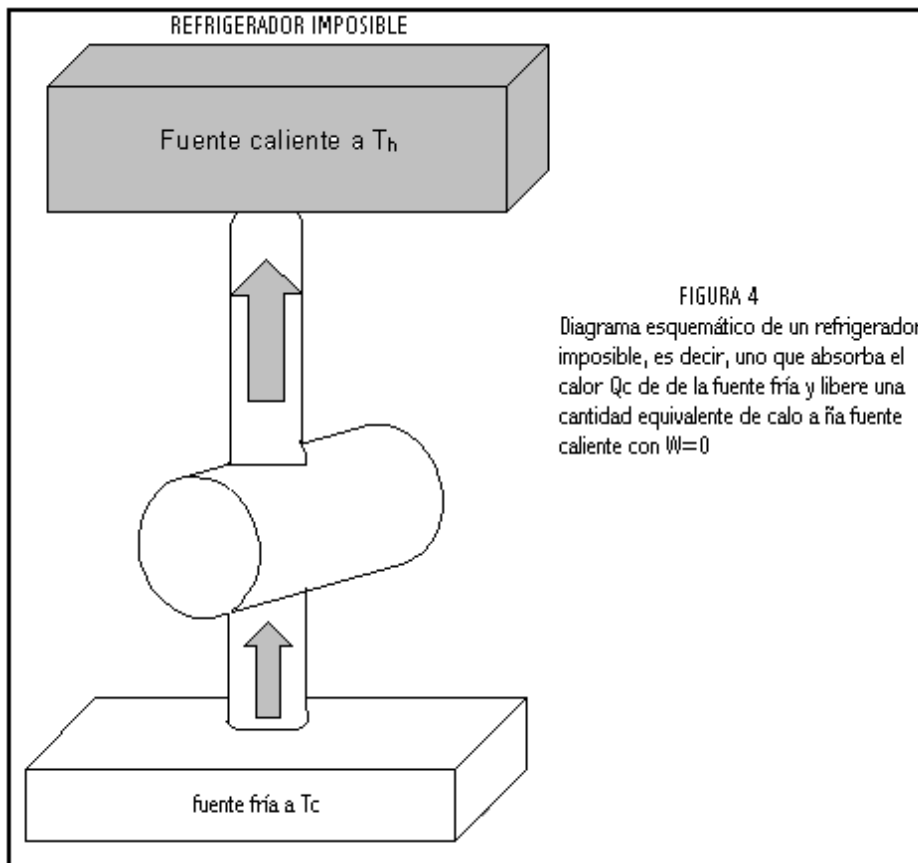 REFRIGERADOR IMPOSIBLE
Fuente caliente a Th
FIGURA 4
Diagrama esquemático de un refrigerador
imposible, es decir, uno que absorba el
calor Qc de de la fuente fría y libere una
cantidad equivalente de calo a ña fuente
caliente con W=0
fuente fría a Tc